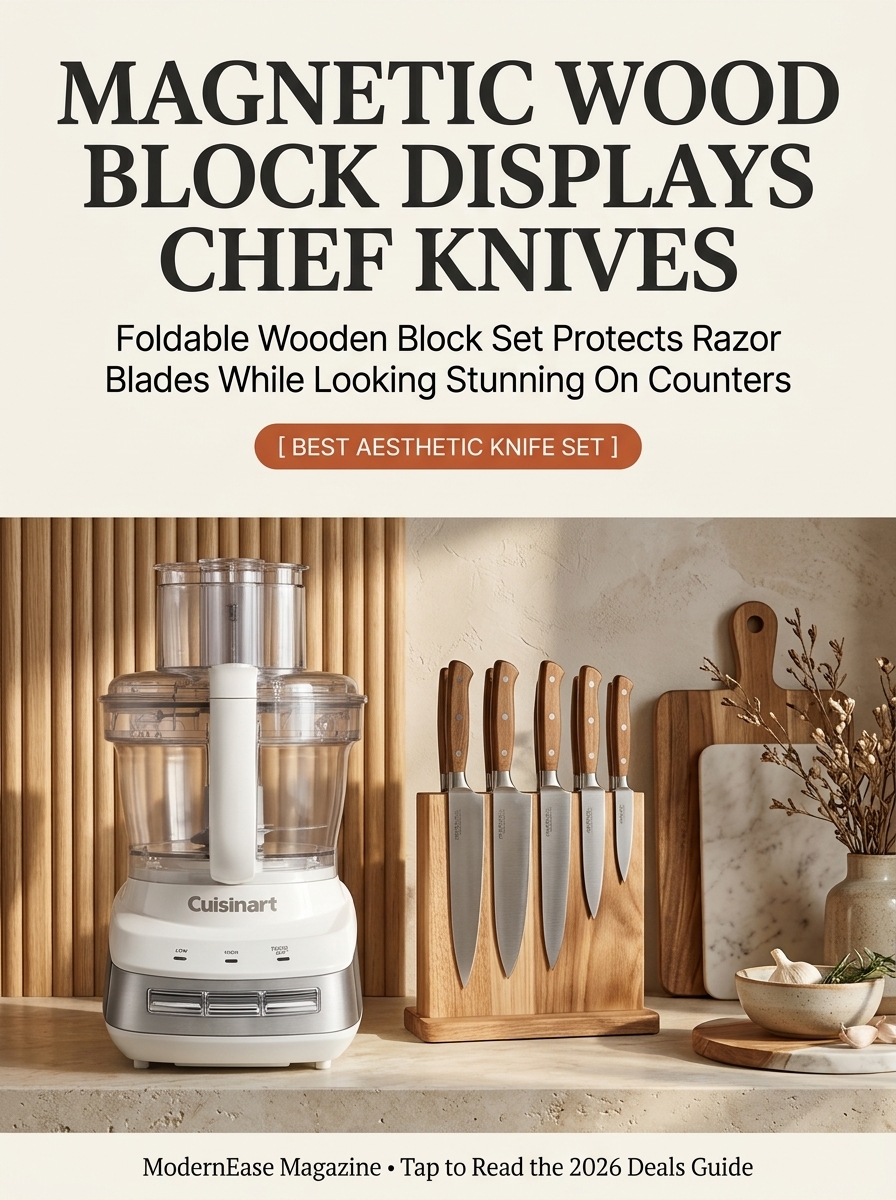 MAGNETIC WOOD
BLOCK DISPLAYS
CHEF KNIVES
Foldable Wooden Block Set Protects Razor
Blades While Looking Stunning On Counters
[ BEST AESTHETIC KNIFE SET ]
Cuisinart
LOW
ModernEase Magazine • Tap to Read the 2026 Deals Guide